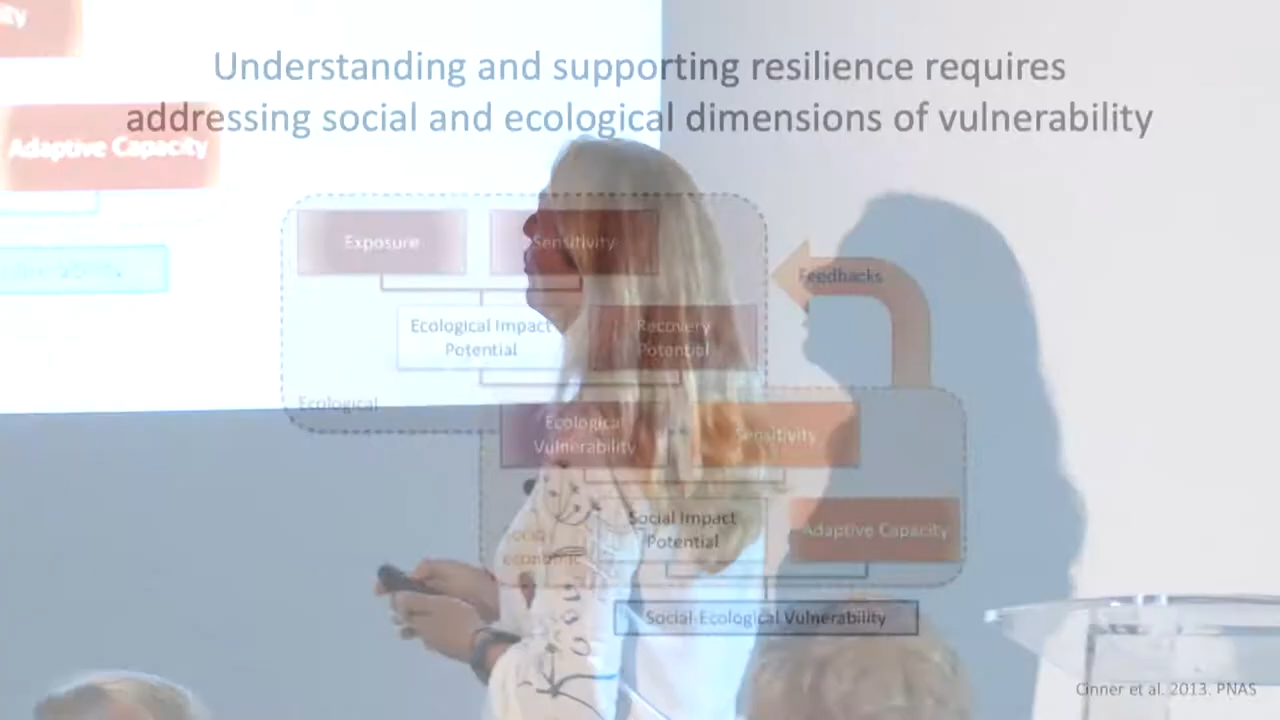 Understanding and supporting resilience requires
addressing social and ecological dimensions of vulnerability
Adaptive Capacity
Exposure
Sensitivity
Feedbacks
Ecological Impact
Potential
Recovery
Potential
Ecological
Ecological
Vulnerability
Sensitivity
Social Impact
Potential
Adaptive Capacity
economic
Social-Ecological Vulnerability
Cinner et al. 2013. PNAS